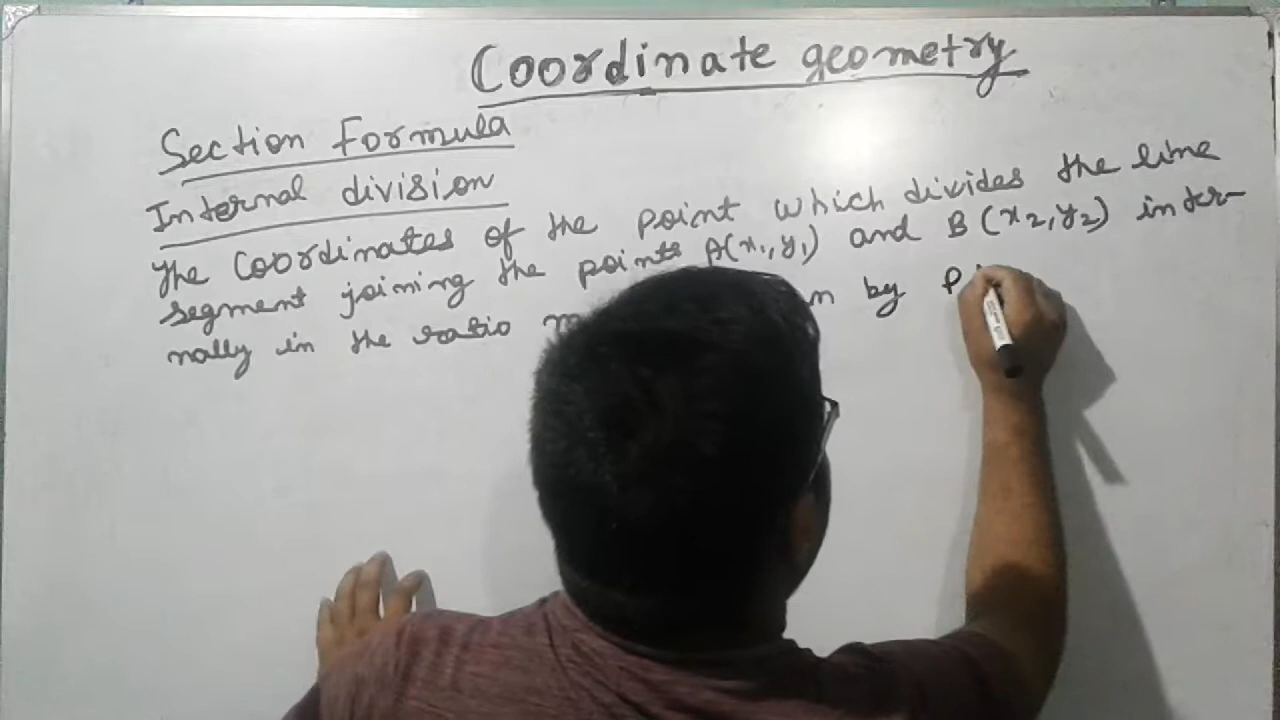 Coordinate geometry
Section Formula
Internal division
The Coordinates of the point which divides the line
segment joining the points A(x₁,y₁) and B(x₂,y₂) inter-
nally in the ratio by P